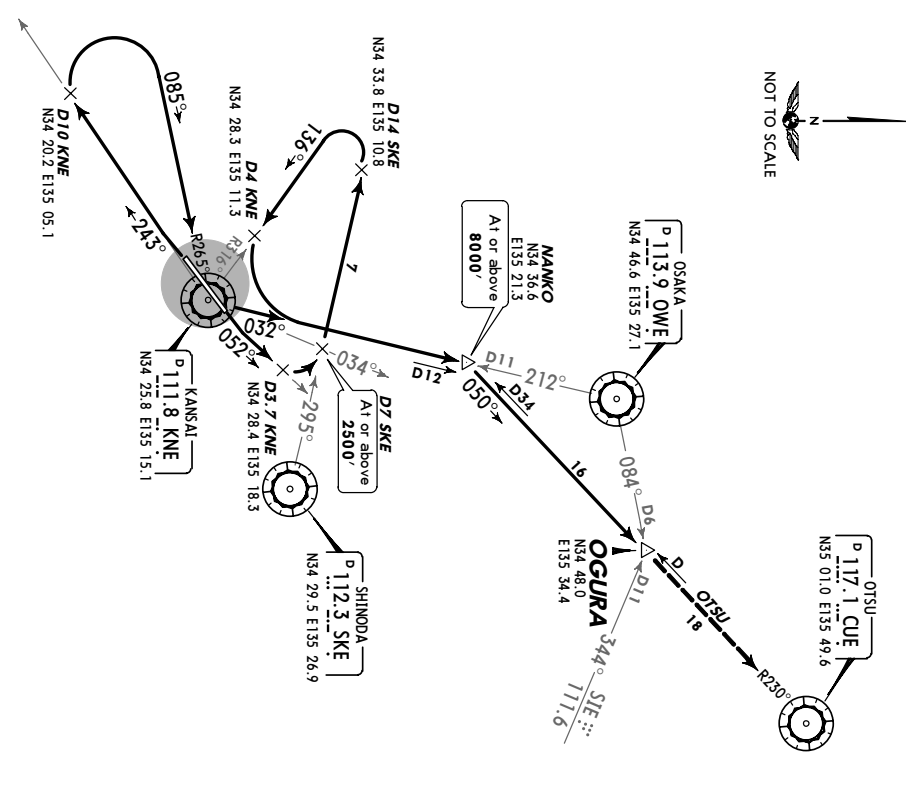 NOT TO SCALE
N
D
OSAKA
113.9 OWE
N34 46.6 E135 27.1
OTSU
D
117.1 CUE
N35 01.0 E135 49.6
NANKO
N34 36.6
E135 21.3
At or above
8000'
D11
212°
084°
D6
D34
050°
16
D12
OGURA
N34 48.0
E135 34.4
D
OTSU
18
R230°
D11
344°
SIE
111.6
D14 SKE
N34 33.8 E135 10.8
136°
D4 KNE
N34 28.3 E135 11.3
7
085°
D10 KNE
N34 20.2 E135 05.1
243°
R265°
R316°
032°
052°
034°
D7 SKE
At or above
2500'
295°
D3.7 KNE
N34 28.4 E135 18.3
KANSAI
D
111.8 KNE
N34 25.8 E135 15.1
SHINODA
D
112.3 SKE
N34 29.5 E135 26.9